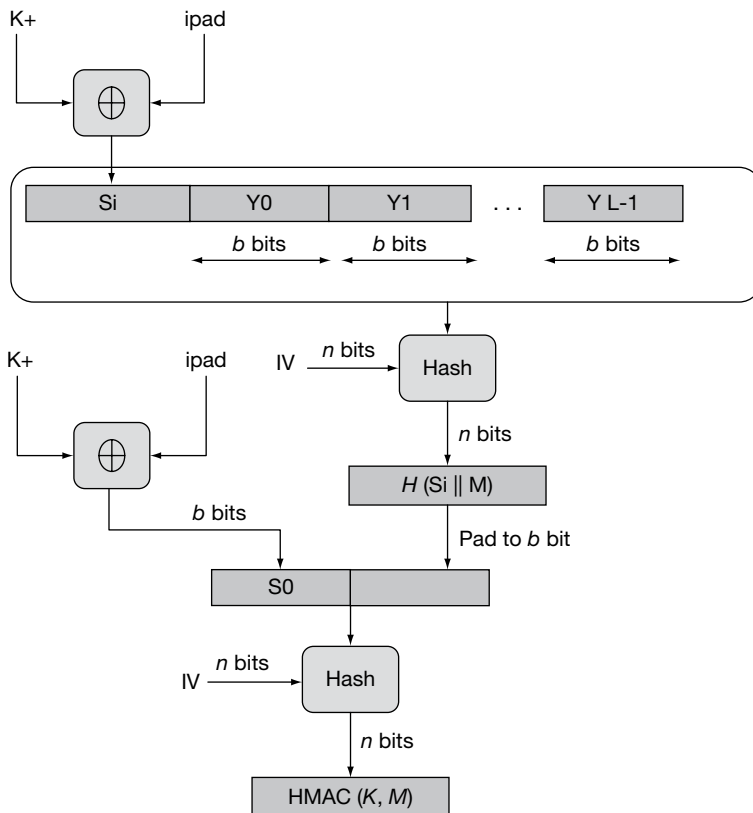 K+ ipad
Si Y0 Y1 . . . Y L-1
b bits b bits b bits
IV n bits Hash
K+ ipad
n bits
H (Si || M)
b bits
Pad to b bit
S0
IV n bits Hash
n bits
HMAC (K, M)